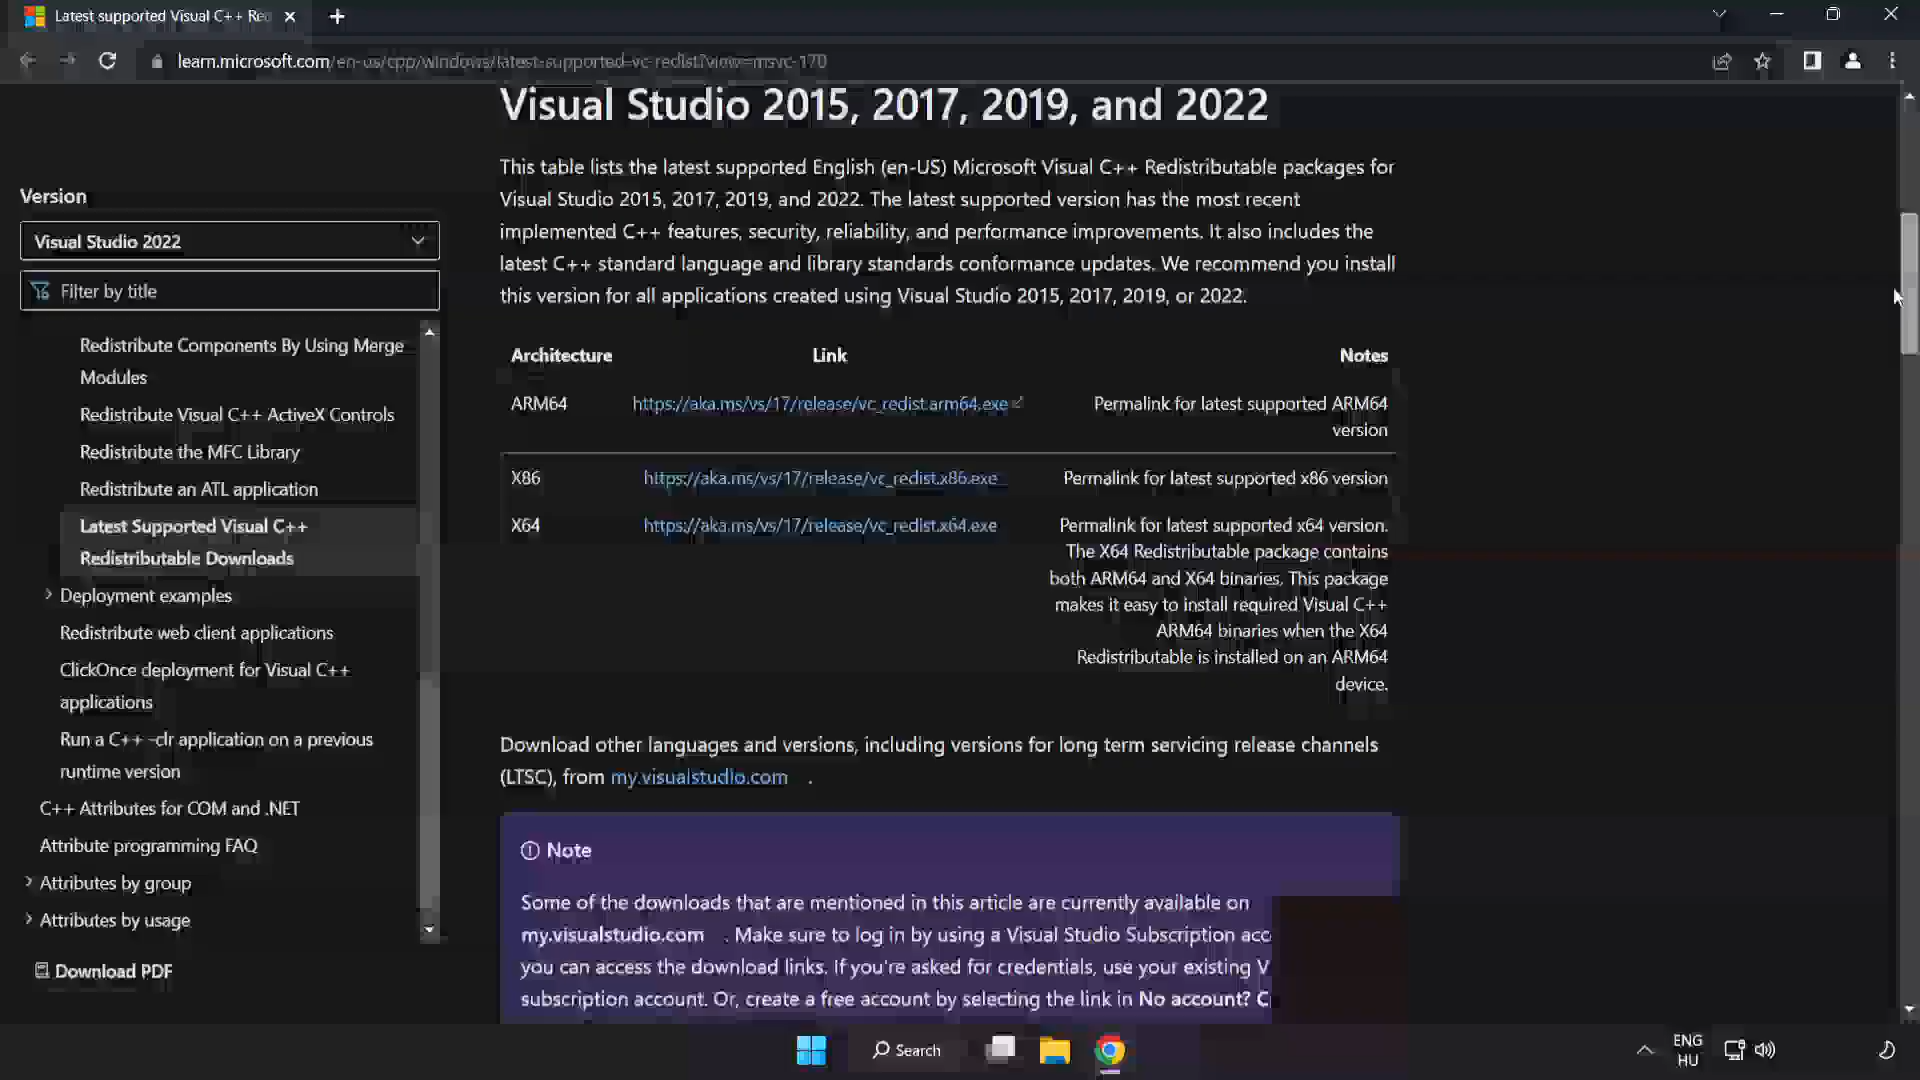 Latest supported Visual C++ Re
learn.microsoft.com/en-us/cpp/windows/latest-supported-vc-redist?view=msvc-170
Version
Visual Studio 2022
Filter by title
Redistribute Components By Using Merge
Modules
Redistribute Visual C++ ActiveX Controls
Redistribute the MFC Library
Redistribute an ATL application
Latest Supported Visual C++
Redistributable Downloads
Deployment examples
Redistribute web client applications
ClickOnce deployment for Visual C++
applications
Run a C++ -clr application on a previous
runtime version
C++ Attributes for COM and .NET
Attribute programming FAQ
Attributes by group
Attributes by usage
Download PDF
Visual Studio 2015, 2017, 2019, and 2022
This table lists the latest supported English (en-US) Microsoft Visual C++ Redistributable packages for
Visual Studio 2015, 2017, 2019, and 2022. The latest supported version has the most recent
implemented C++ features, security, reliability, and performance improvements. It also includes the
latest C++ standard language and library standards conformance updates. We recommend you install
this version for all applications created using Visual Studio 2015, 2017, 2019, or 2022.
Architecture Link Notes
ARM64 https://aka.ms/vs/17/release/vc_redist.arm64.exe Permalink for latest supported ARM64
version
X86 https://aka.ms/vs/17/release/vc_redist.x86.exe Permalink for latest supported x86 version
X64 https://aka.ms/vs/17/release/vc_redist.x64.exe Permalink for latest supported x64 version.
The X64 Redistributable package contains
both ARM64 and X64 binaries. This package
makes it easy to install required Visual C++
ARM64 binaries when the X64
Redistributable is installed on an ARM64
device.
Download other languages and versions, including versions for long term servicing release channels
(LTSC), from my.visualstudio.com .
Note
Some of the downloads that are mentioned in this article are currently available on
my.visualstudio.com . Make sure to log in by using a Visual Studio Subscription acc
you can access the download links. If you're asked for credentials, use your existing V
subscription account. Or, create a free account by selecting the link in No account? C
Search
ENG
HU